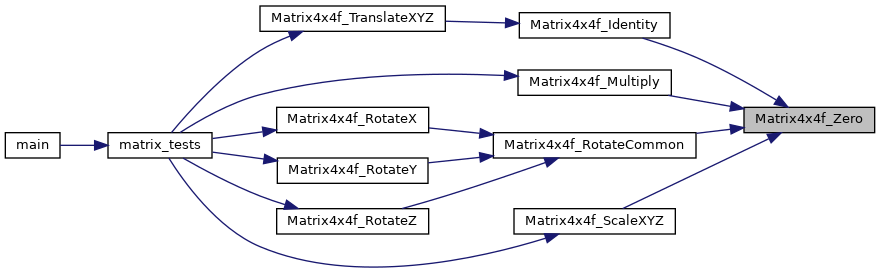 Matrix4x4f_TranslateXYZ
Matrix4x4f_Identity
Matrix4x4f_Multiply
Matrix4x4f_RotateX
Matrix4x4f_Zero
main
matrix_tests
Matrix4x4f_RotateCommon
Matrix4x4f_RotateY
Matrix4x4f_RotateZ
Matrix4x4f_ScaleXYZ